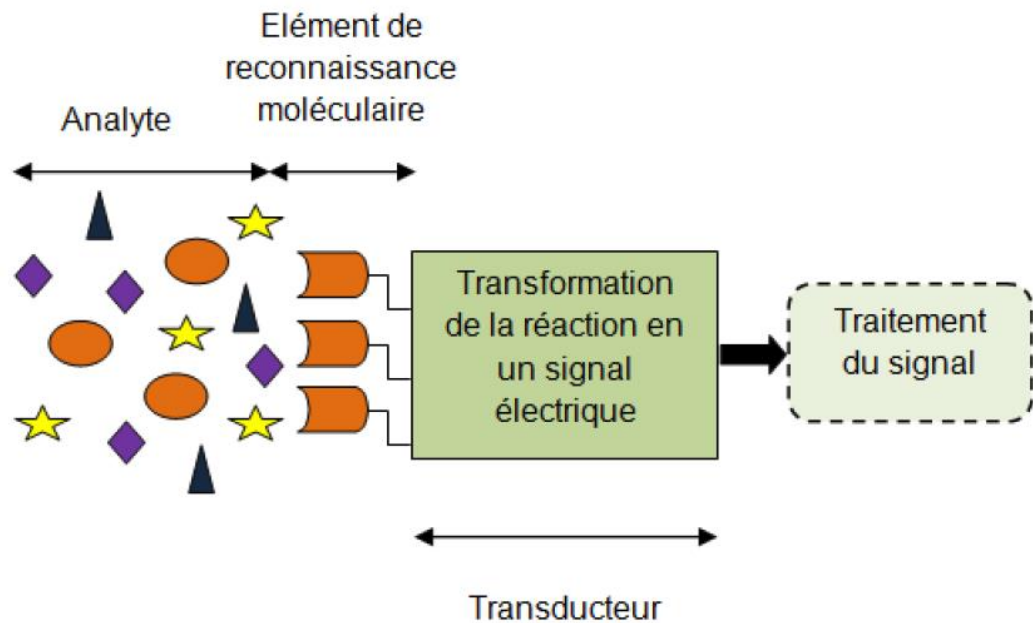 Elément de
reconnaissance
moléculaire
Analyte
Transformation
de la réaction en
un signal
électrique
Traitement
du signal
Transducteur